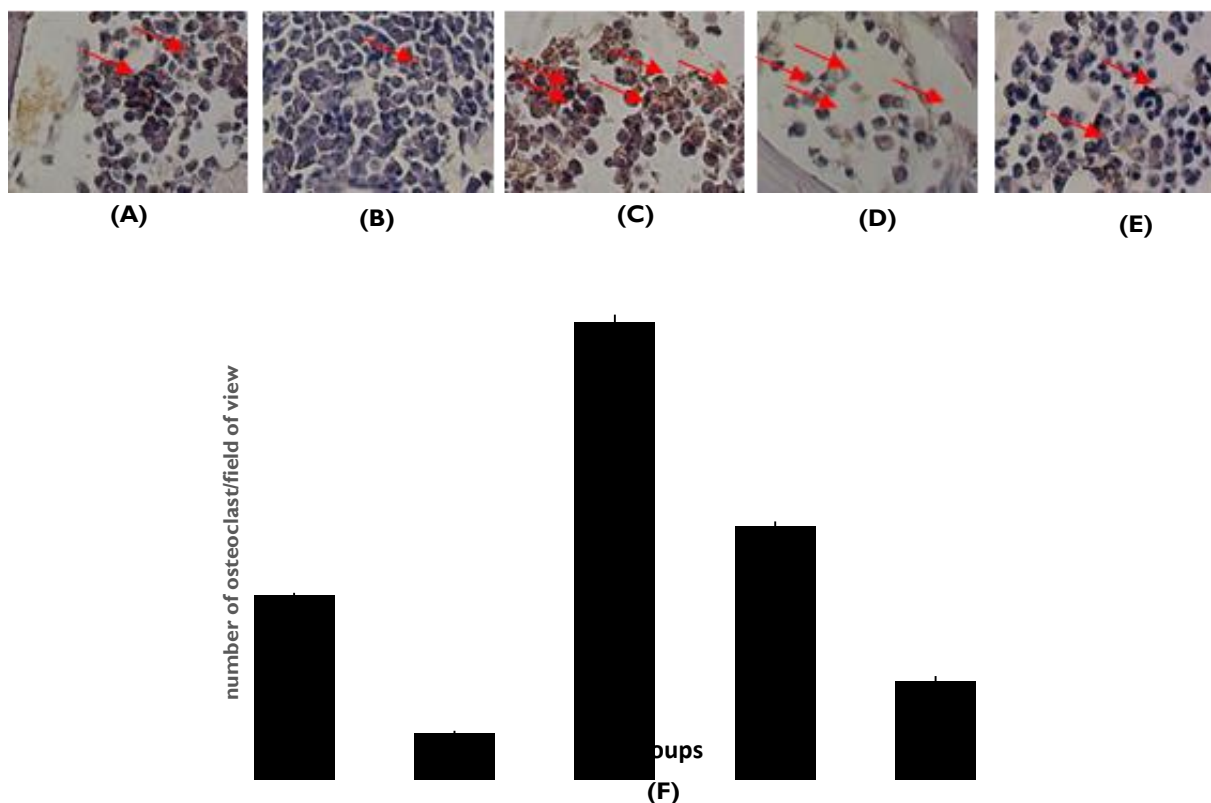 (A)
(B)
(C)
(D)
(E)
number of osteoclast/field of view
oups
(F)